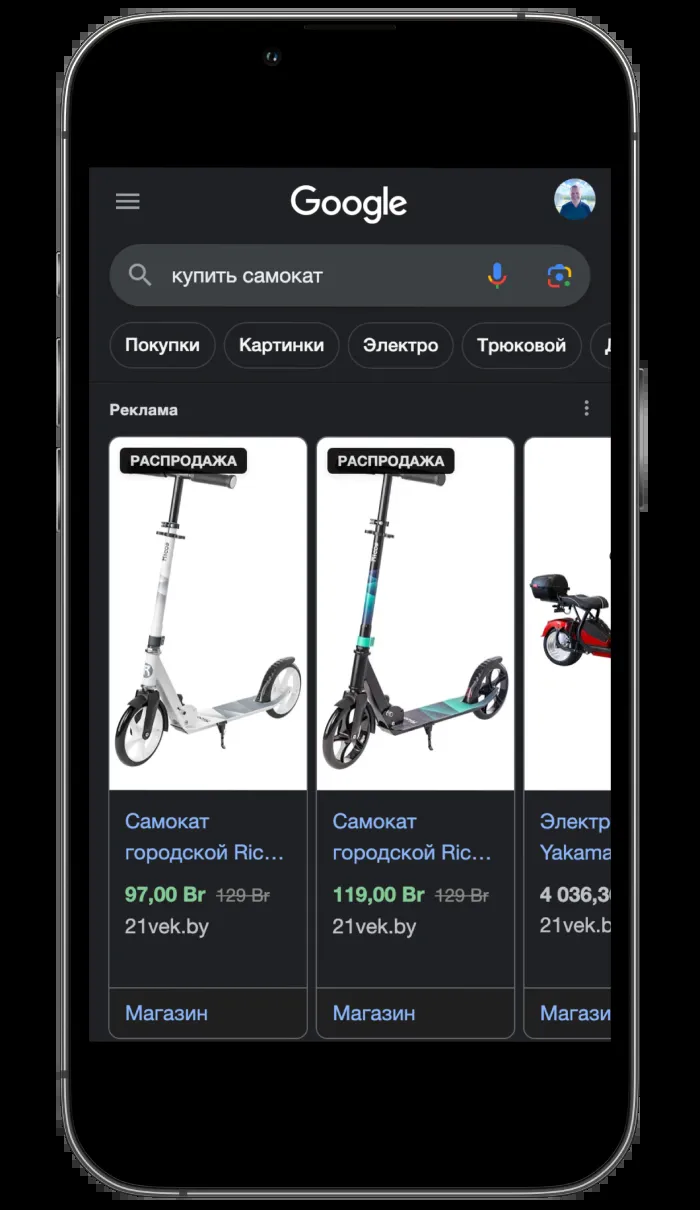 Google
купить самокат
Покупки Картинки Электро Трюковой
Реклама
РАСПРОДАЖА РАСПРОДАЖА
Самокат Самокат Электр
городской Ric... городской Ric... Yakama
97,00 Br 129 Br 119,00 Br 129 Br 4 036,3
21vek.by 21vek.by 21vek.b
Магазин Магазин Магази